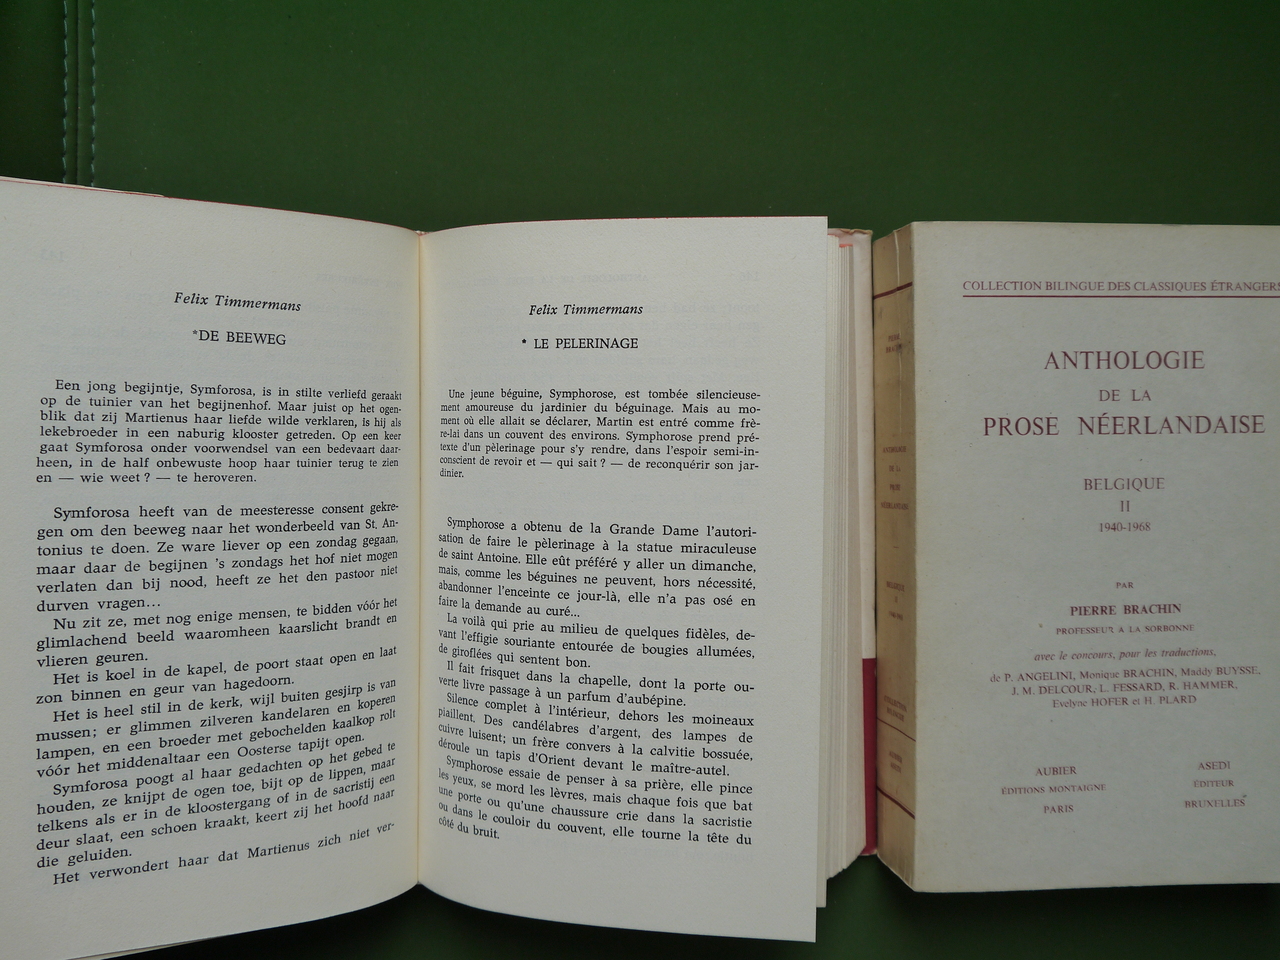 Felix Timmermans
*DE BEEWEG
Een jong begijntje, Symforosa, is in stilte verliefd geraakt
op de tuinier van het begijnenhof. Maar juist op het ogen-
blik dat zij Martienus haar liefde wilde verklaren, is hij als
lekebroeder in een naburig klooster getreden. Op een keer
gaat Symforosa onder voorwendsel van een bedevaart daar-
heen, in de half onbewuste hoop haar tuinier terug te zien
en — wie weet ? — te heroveren.
Symforosa heeft van de meesteresse consent gekre-
gen om den beeweg naar het wonderbeeld van St. An-
tonius te doen. Ze ware liever op een zondag gegaan,
maar daar de begijnen 's zondags het hof niet mogen
verlaten dan bij nood, heeft ze het den pastoor niet
durven vragen...
Nu zit ze, met nog enige mensen, te bidden vóór het
glimlachend beeld waaromheen kaarslicht brandt en
vlieren geuren.
Het is koel in de kapel, de poort staat open en laat
zon binnen en geur van hagedoorn.
Het is heel stil in de kerk, wijl buiten gesjirp is van
mussen; er glimmen zilveren kandelaren en koperen
lampen, en een broeder met gebochelden kaalkop rolt
vóór het middenaltaar een Oosterse tapijt open.
Symforosa poogt al haar gedachten op het gebed te
houden, ze knijpt de ogen toe, bijt op de lippen, maar
telkens als er in de kloostergang of in de sacristij een
deur slaat, een schoen kraakt, keert zij het hoofd naar
die geluiden.
Het verwondert haar dat Martienus zich niet ver-
Felix Timmermans
* LE PELERINAGE
Une jeune béguine, Symphorose, est tombée silencieuse-
ment amoureuse du jardinier du béguinage. Mais au mo-
ment où elle allait se déclarer, Martin est entré comme frè-
re-lai dans un couvent des environs. Symphorose prend pré-
texte d'un pèlerinage pour s'y rendre, dans l'espoir semi-in-
conscient de revoir et — qui sait ? — de reconquérir son jar-
dinier.
Symphorose a obtenu de la Grande Dame l'autori-
sation de faire le pèlerinage à la statue miraculeuse
de saint Antoine. Elle eût préféré y aller un dimanche,
mais, comme les béguines ne peuvent, hors nécessité,
abandonner l'enceinte ce jour-là, elle n'a pas osé en
faire la demande au curé...
La voilà qui prie au milieu de quelques fidèles, de-
vant l'effigie souriante entourée de bougies allumées,
de giroflées qui sentent bon.
Il fait frisquet dans la chapelle, dont la porte ou-
verte livre passage à un parfum d'aubépine.
Silence complet à l'intérieur, dehors les moineaux
piaillent. Des candélabres d'argent, des lampes de
cuivre luisent; un frère convers à la calvitie bossuée,
déroule un tapis d'Orient devant le maître-autel.
Symphorose essaie de penser à sa prière, elle pince
les yeux, se mord les lèvres, mais chaque fois que bat
une porte ou qu'une chaussure crie dans la sacristie
ou dans le couloir du couvent, elle tourne la tête du
côté du bruit.
COLLECTION BILINGUE DES CLASSIQUES ÉTRANGERS
ANTHOLOGIE
DE LA
PROSE NÉERLANDAISE
BELGIQUE
II
1940-1968
PAR
PIERRE BRACHIN
PROFESSEUR A LA SORBONNE
avec le concours, pour les traductions,
de P. ANGELINI, Monique BRACHIN, Maddy BUYSSE,
J. M. DELCOUR, L. FESSARD, R. HAMMER,
Evelyne HOFER et H. PLARD
AUBIER
ÉDITIONS MONTAIGNE
PARIS
ASEDI
ÉDITEUR
BRUXELLES